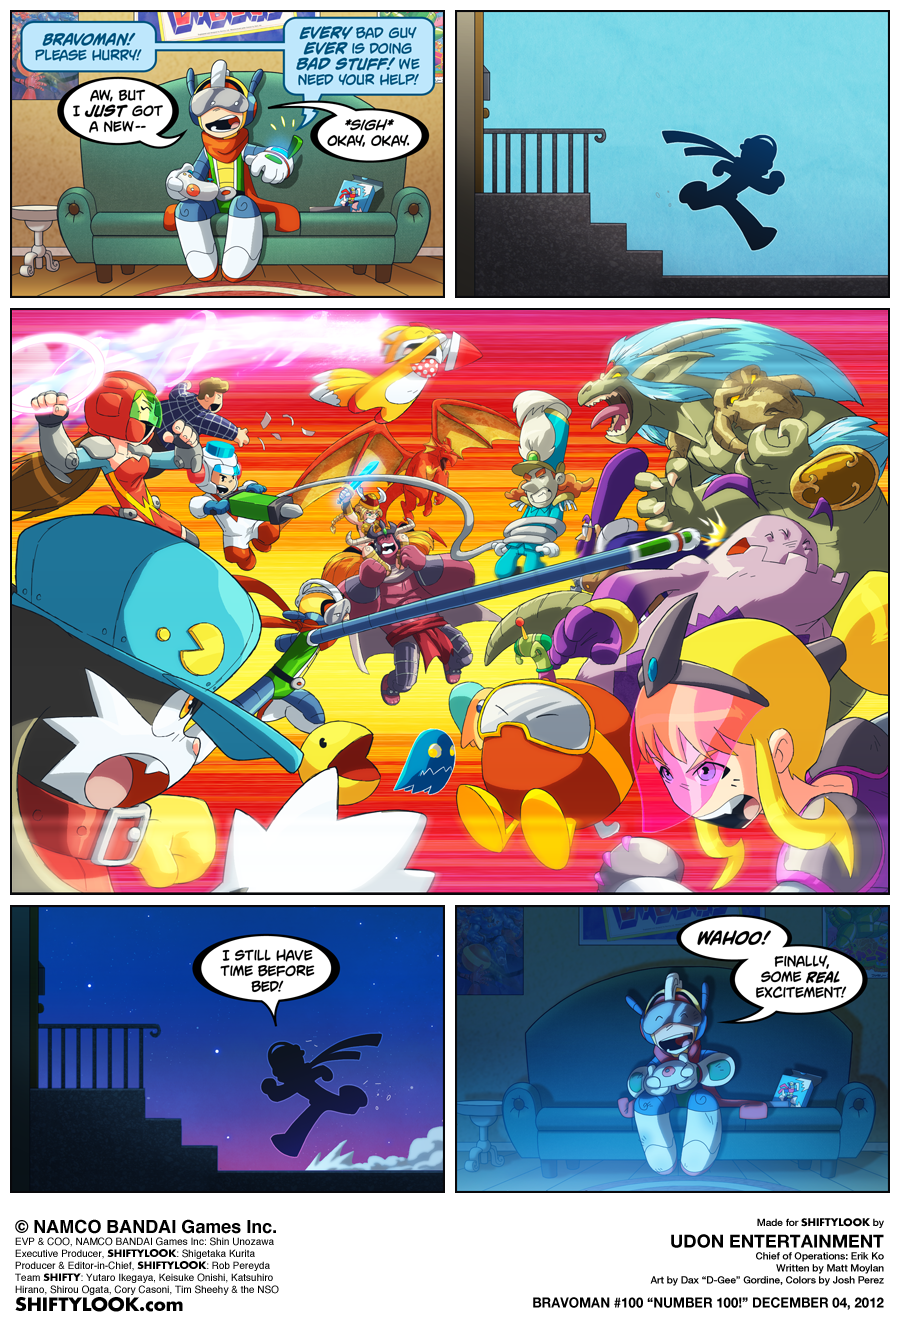 BRAVOMAN!
PLEASE HURRY!
EVERY BAD GUY
EVER IS DOING
BAD STUFF! WE
NEED YOUR HELP!
AW, BUT
I JUST GOT
A NEW--
*SIGH*
OKAY, OKAY.
I STILL HAVE
TIME BEFORE
BED!
WAHOO!
FINALLY,
SOME REAL
EXCITEMENT!
© NAMCO BANDAI Games Inc.
EVP & COO, NAMCO BANDAI Games Inc: Shin Unozawa
Executive Producer, SHIFTYLOOK: Shigetaka Kurita
Producer & Editor-in-Chief, SHIFTYLOOK: Rob Pereyda
Team SHIFTY: Yutaro Ikegaya, Keisuke Onishi, Katsuhiro
Hirano, Shirou Ogata, Cory Casoni, Tim Sheehy & the NSO
SHIFTYLOOK.com
Made for SHIFTYLOOK by
UDON ENTERTAINMENT
Chief of Operations: Erik Ko
Written by Matt Moylan
Art by Dax “D-Gee” Gordine, Colors by Josh Perez
BRAVOMAN #100 “NUMBER 100!” DECEMBER 04, 2012